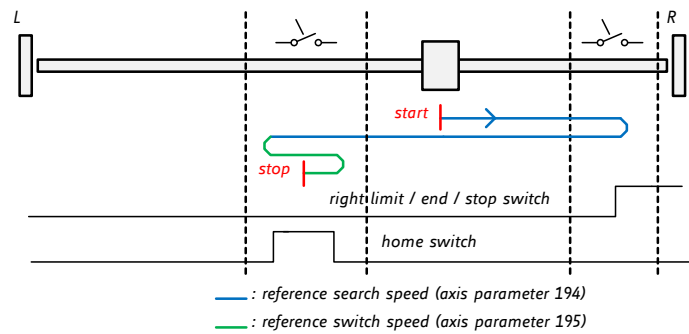 L
R
start
stop
right limit / end / stop switch
home switch
: reference search speed (axis parameter 194)
: reference switch speed (axis parameter 195)